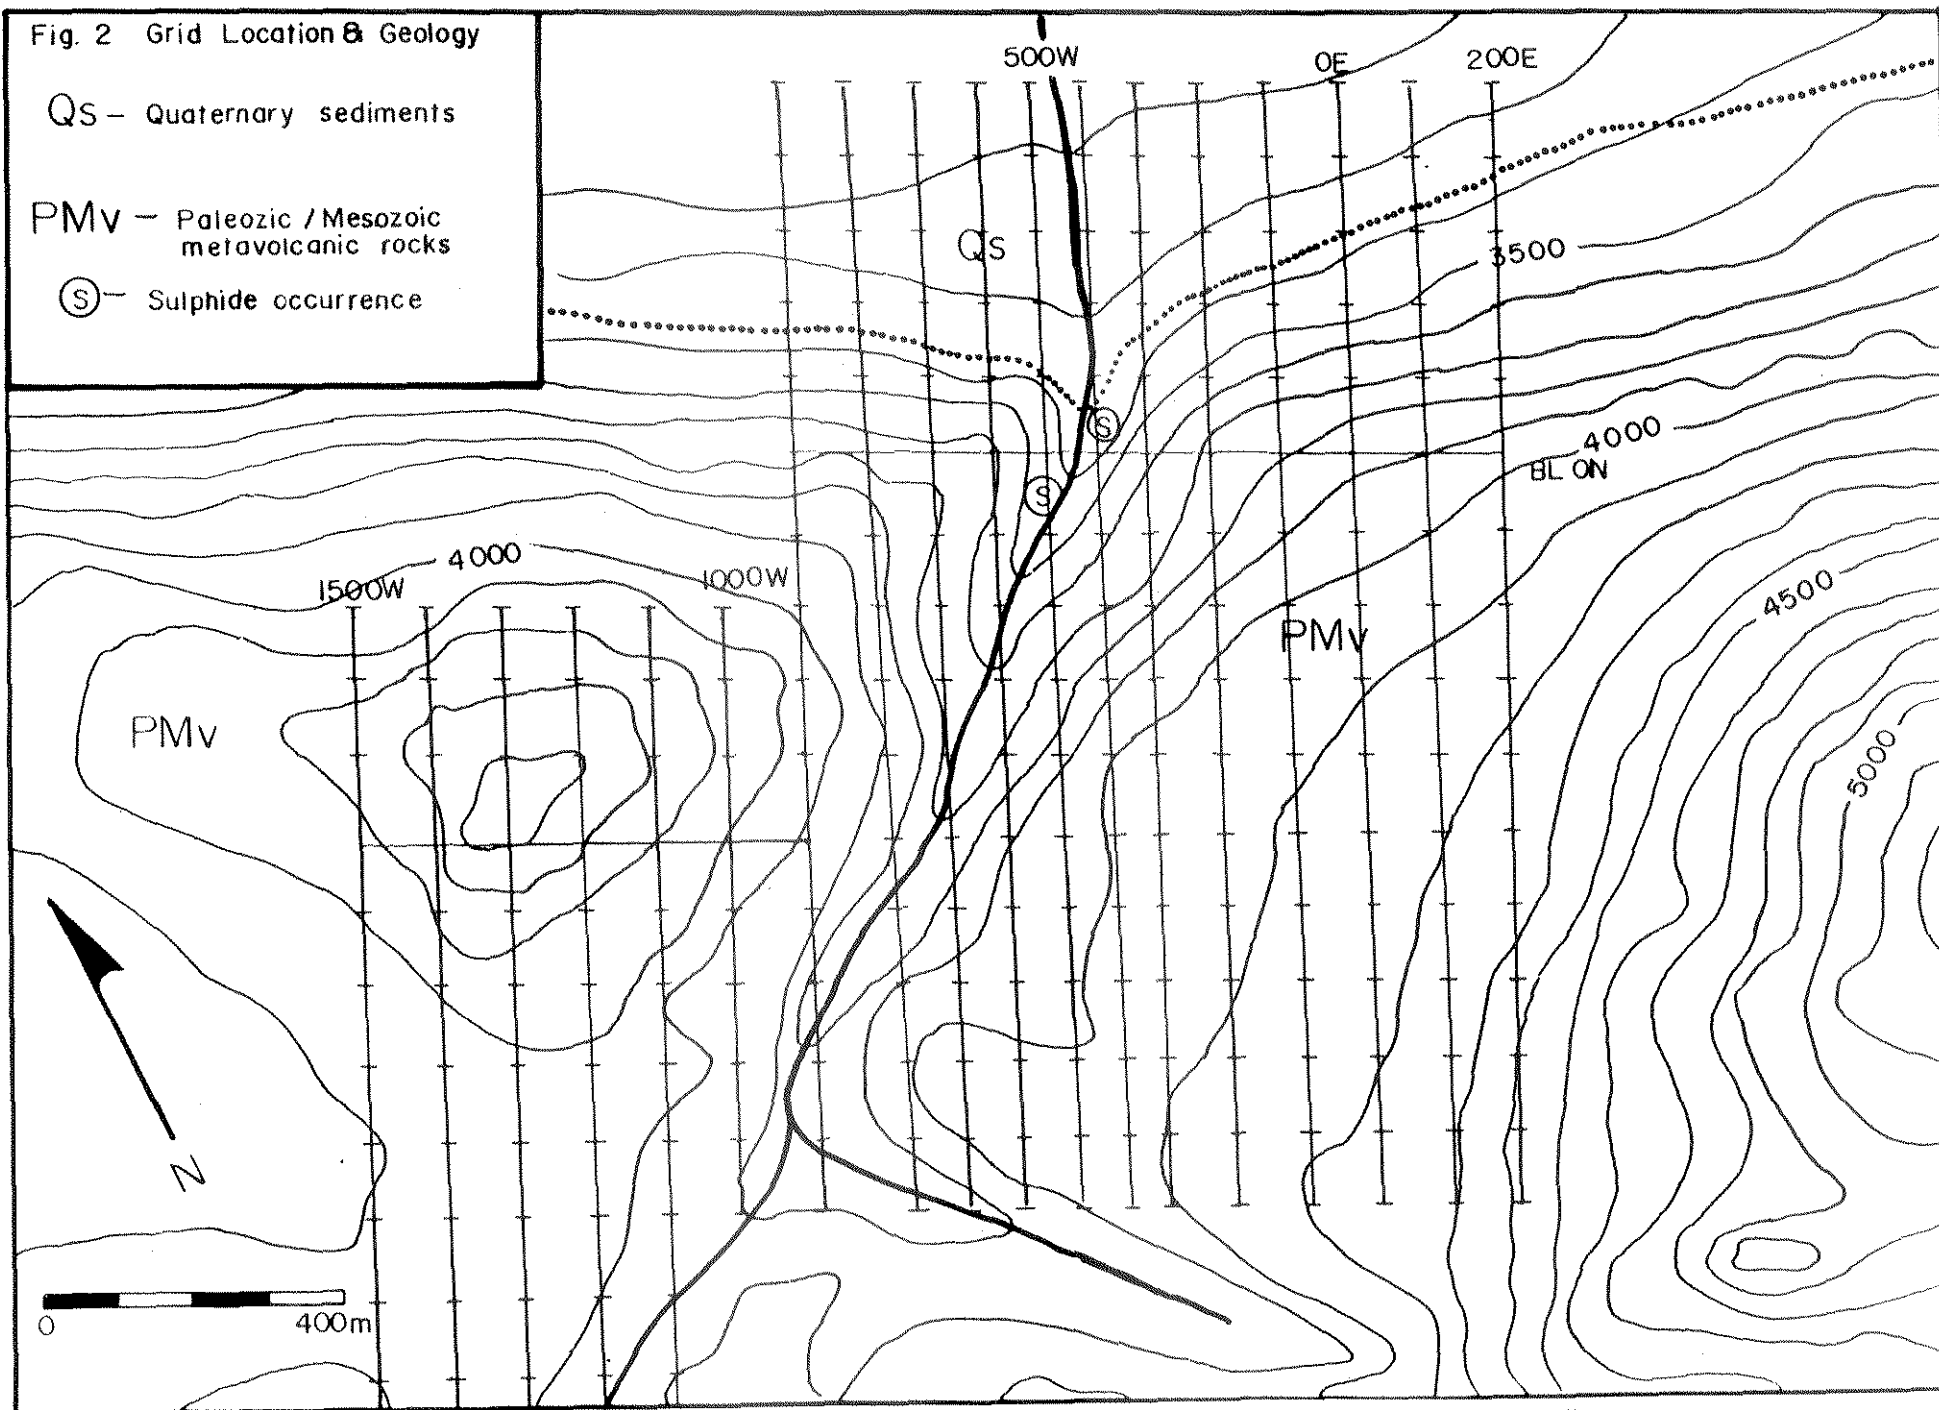 Fig. 2 Grid Location & Geology
QS - Quaternary sediments
PMv - Paleozic / Mesozoic
metavolcanic rocks
S - Sulphide occurrence
500W
0E
200E
QS
3500
S
4000
BL 0N
S
4000
1500W
1000W
4500
PMv
PMv
5000
N
0
400m